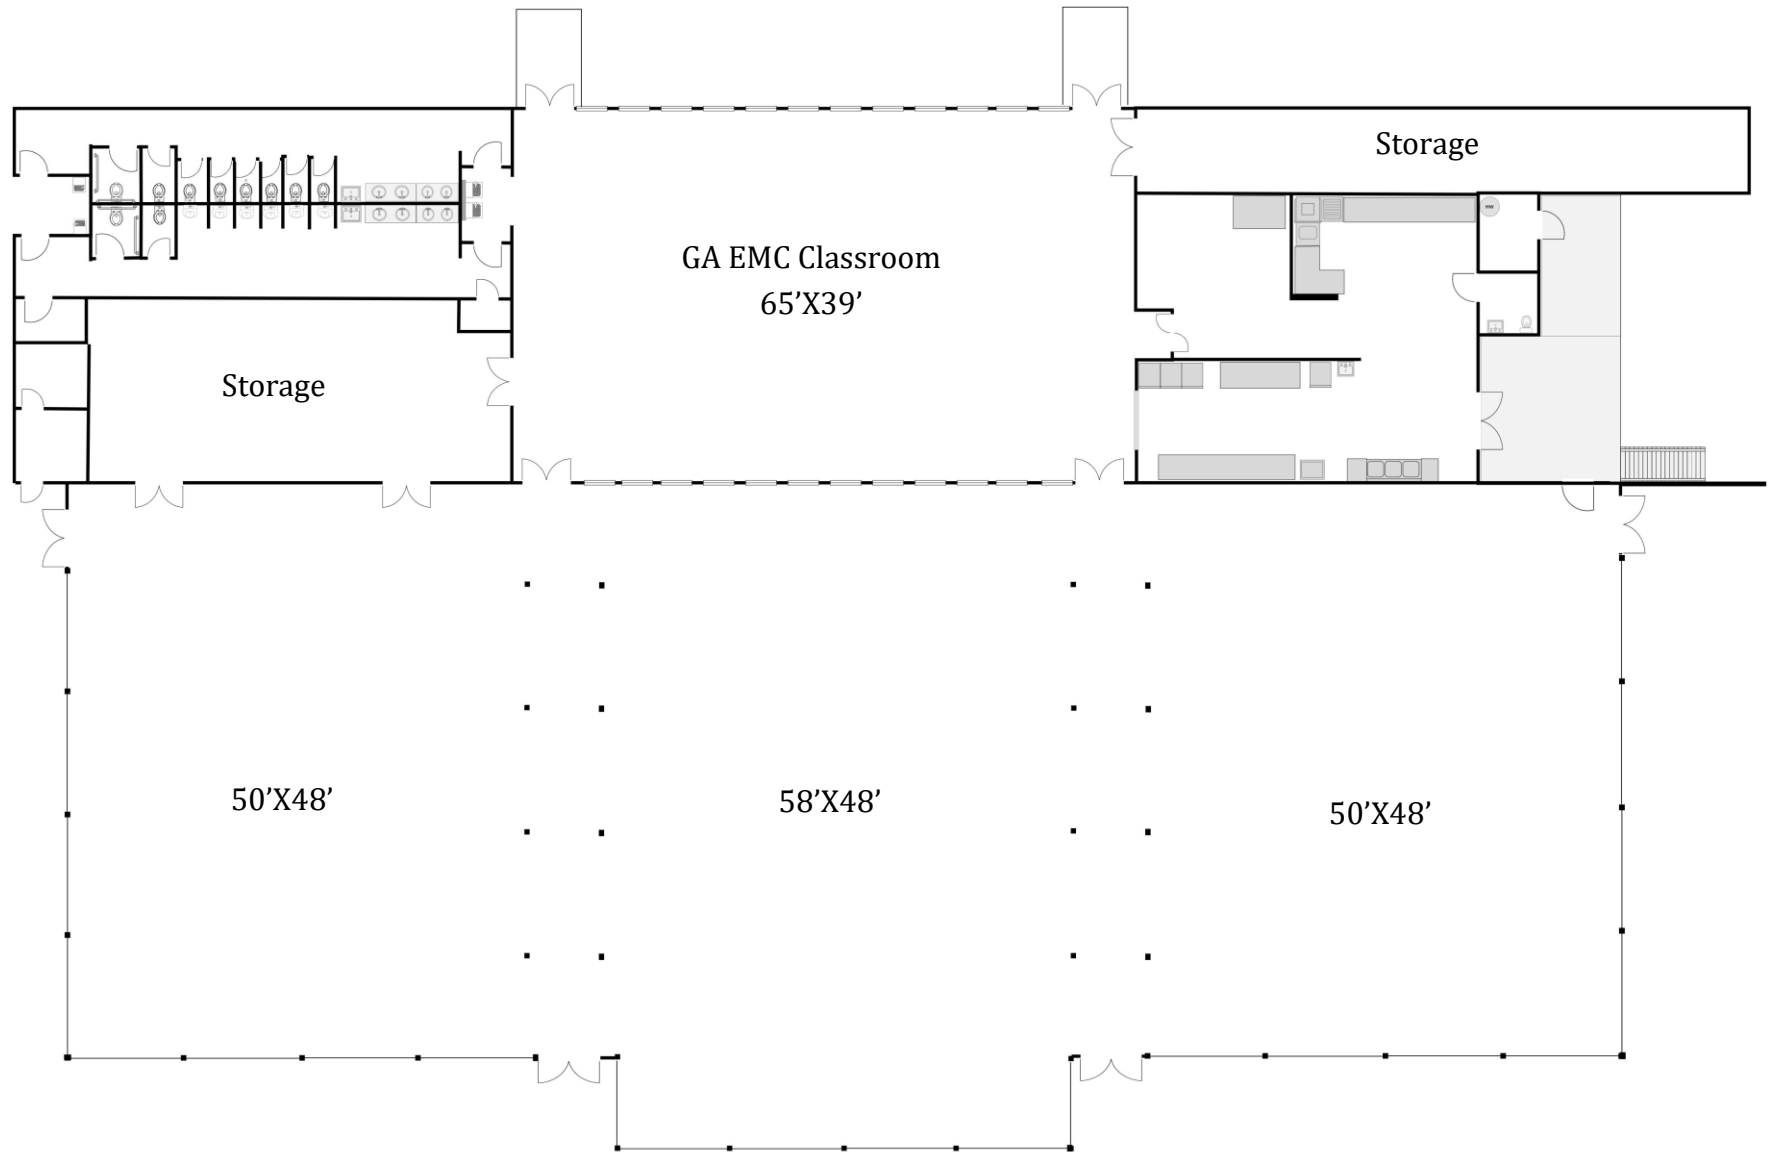 Storage
GA EMC Classroom
65’X39’
Storage
50’X48’
58’X48’
50’X48’